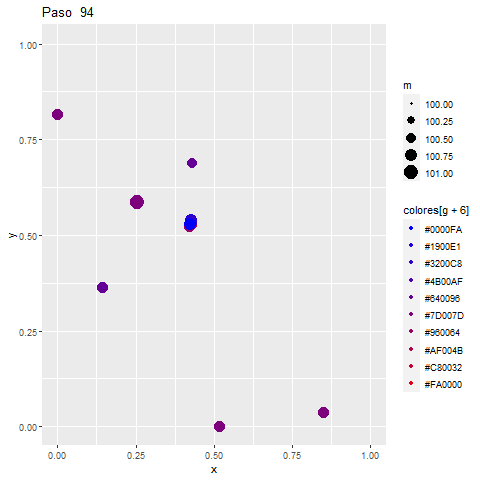 Paso 94
1.00
0.75
0.50
0.25
0.00
y
0.00 0.25 0.50 0.75 1.00
x
m
100.00
100.25
100.50
100.75
101.00
colores[g + 6]
#0000FA
#1900E1
#3200C8
#4B00AF
#640096
#7D007D
#960064
#AF004B
#C80032
#FA0000